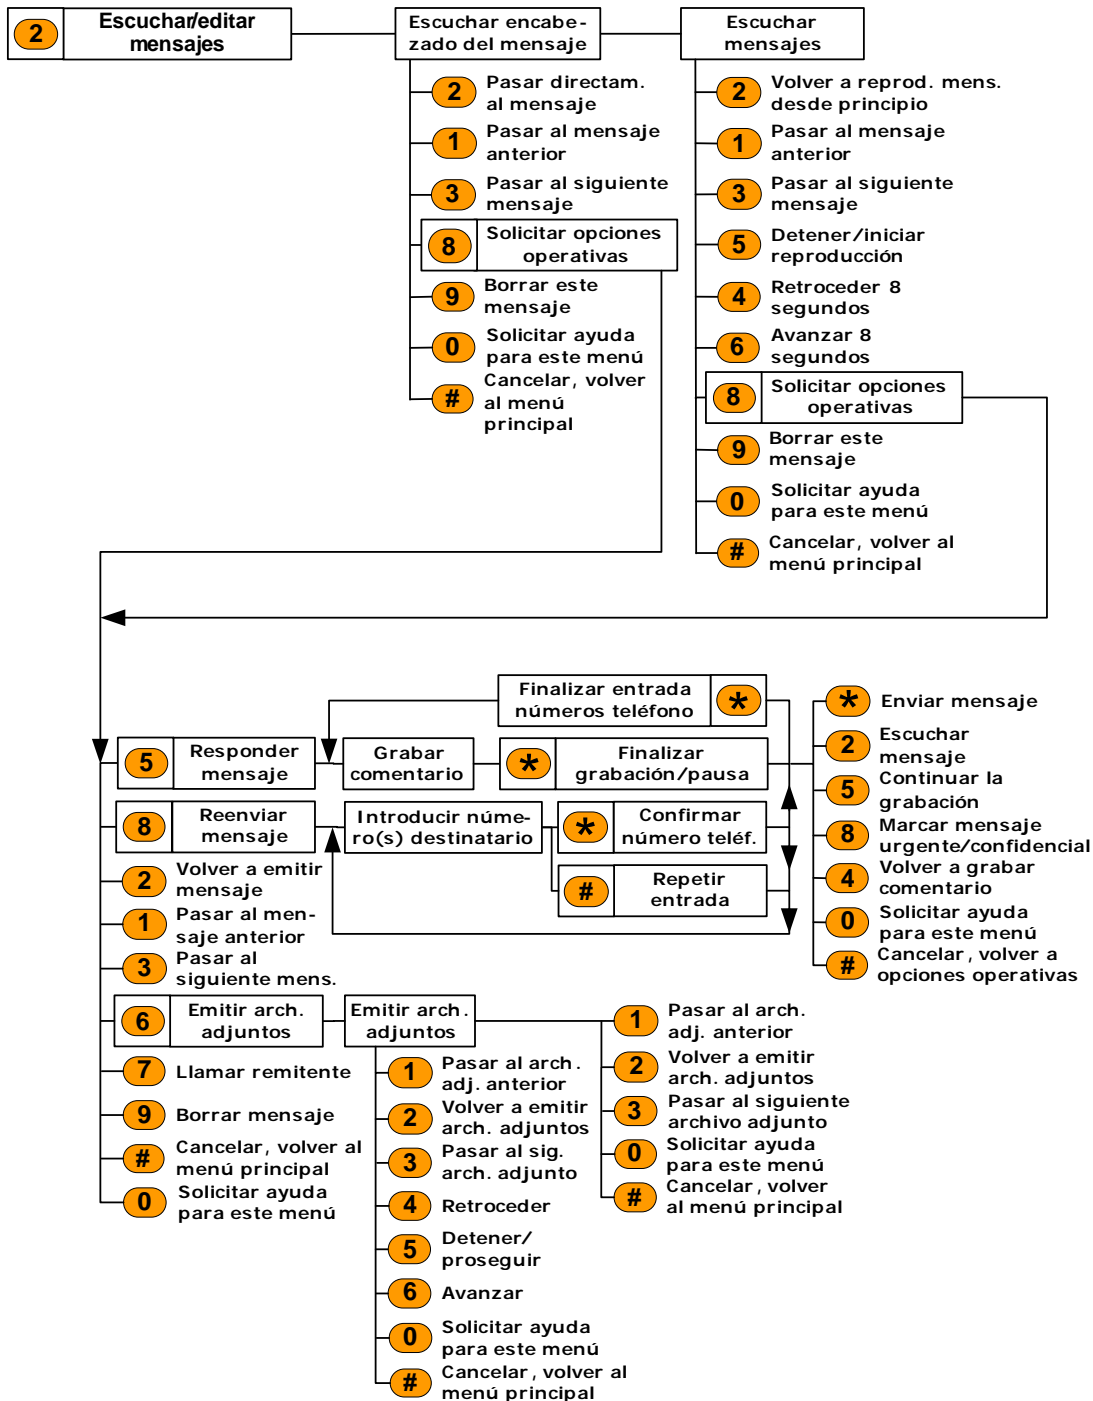 2
Escuchar/editar
mensajes
Escuchar encabe-
zado del mensaje
Escuchar
mensajes
2
Pasar directam.
al mensaje
1
Pasar al mensaje
anterior
3
Pasar al siguiente
mensaje
8
Solicitar opciones
operativas
9
Borrar este
mensaje
0
Solicitar ayuda
para este menú
#
Cancelar, volver
al menú
principal
2
Volver a reprod. mens.
desde principio
1
Pasar al mensaje
anterior
3
Pasar al siguiente
mensaje
5
Detener/iniciar
reproducción
4
Retroceder 8
segundos
6
Avanzar 8
segundos
8
Solicitar opciones
operativas
9
Borrar este
mensaje
0
Solicitar ayuda
para este menú
#
Cancelar, volver al
menú principal
Finalizar entrada
números teléfono
*
5
Responder
mensaje
Grabar
comentario
*
Finalizar
grabación/pausa
8
Reenviar
mensaje
Introducir núme-
ro(s) destinatario
*
Confirmar
número teléf.
#
Repetir
entrada
*
Enviar mensaje
2
Escuchar
mensaje
5
Continuar la
grabación
8
Marcar mensaje
urgente/confidencial
4
Volver a grabar
comentario
0
Solicitar ayuda
para este menú
#
Cancelar, volver a
opciones operativas
2
Volver a emitir
mensaje
1
Pasar al men-
saje anterior
3
Pasar al
siguiente mens.
6
Emitir arch.
adjuntos
7
Llamar remitente
9
Borrar mensaje
#
Cancelar, volver al
menú principal
0
Solicitar ayuda
para este menú
Emitir arch.
adjuntos
1
Pasar al arch.
adj. anterior
2
Volver a emitir
arch. adjuntos
3
Pasar al sig.
arch. adjunto
4
Retroceder
5
Detener/
proseguir
6
Avanzar
0
Solicitar ayuda
para este menú
#
Cancelar, volver al
menú principal
1
Pasar al arch.
adj. anterior
2
Volver a emitir
arch. adjuntos
3
Pasar al siguiente
archivo adjunto
0
Solicitar ayuda
para este menú
#
Cancelar, volver
al menú principal